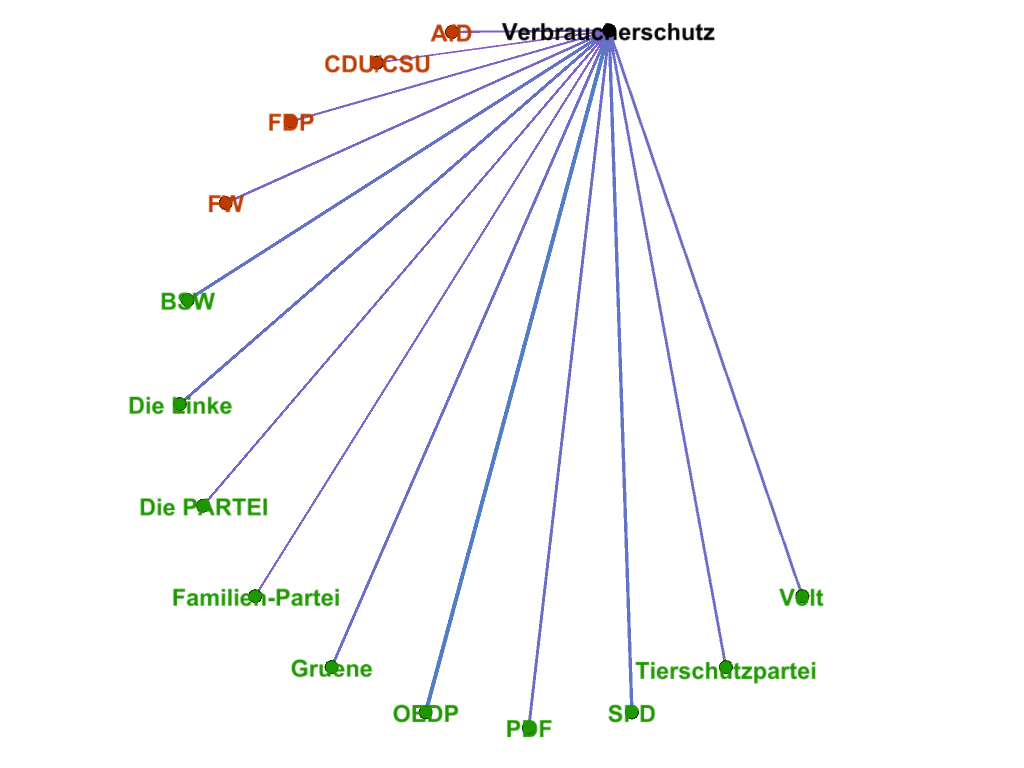 AfD
Verbraucherschutz
CDU/CSU
FDP
FW
BSW
Die Linke
Die PARTEI
Familien-Partei
Volt
Gruene
Tierschutzpartei
OEDP
SPD
PDF